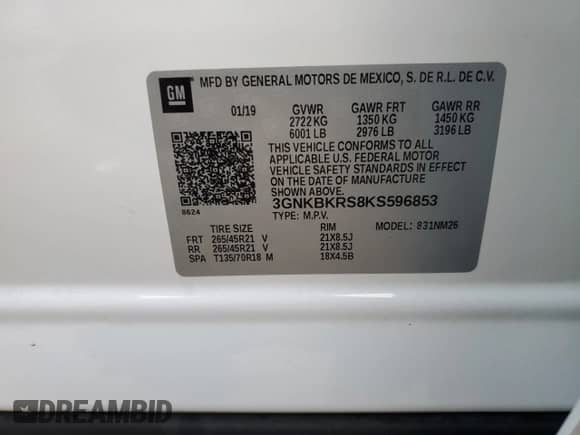 GM
MFD BY GENERAL MOTORS DE MEXICO, S. DE R.L. DE C.V.
01/19 GVWR GAWR FRT GAWR RR
2722 KG 1350 KG 1450 KG
6001 LB 2976 LB 3196 LB
THIS VEHICLE CONFORMS TO ALL
APPLICABLE U.S. FEDERAL MOTOR
VEHICLE SAFETY STANDARDS IN EFFECT
ON THE DATE OF MANUFACTURE
SHOWN ABOVE.
3GNKBKRS8KS596853
8624
TYPE: M.P.V.
MODEL: 831NM26
TIRE SIZE RIM
FRT 265/45R21 V 21X8.5J
RR 265/45R21 V 21X8.5J
SPA T135/70R18 M 18X4.5B
DREAMBID